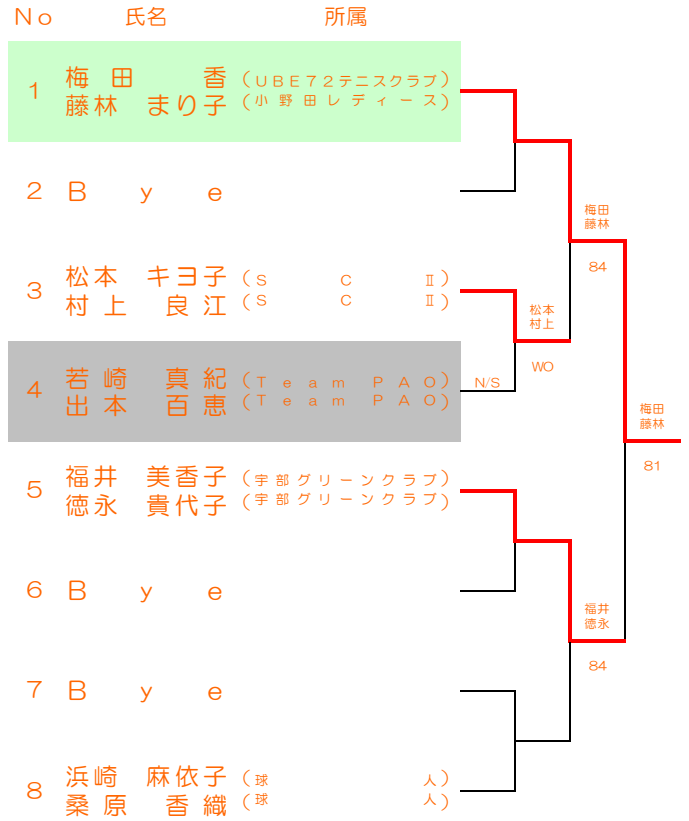 No 氏名 所属
1 梅田 香 (UBE72テニスクラブ)
藤林 まり子 (小野田レディース)
2 Bye
梅田
藤林
84
3 松本 キヨ子 (SCⅡ)
村上 良江 (SCⅡ)
松本
村上
WO
4 若崎 真紀 (Team PAO)
出本 百恵 (Team PAO)
N/S
梅田
藤林
81
5 福井 美香子 (宇部グリーンクラブ)
徳永 貴代子 (宇部グリーンクラブ)
6 Bye
福井
徳永
84
7 Bye
8 浜崎 麻依子 (球人)
桑原 香織 (球人)